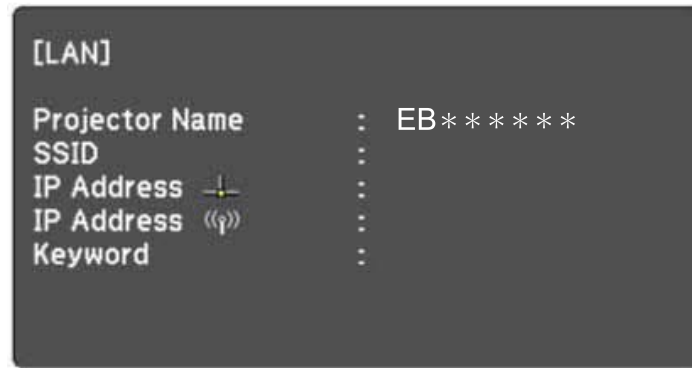 [LAN]
Projector Name : EB******
SSID :
IP Address :
IP Address :
Keyword :